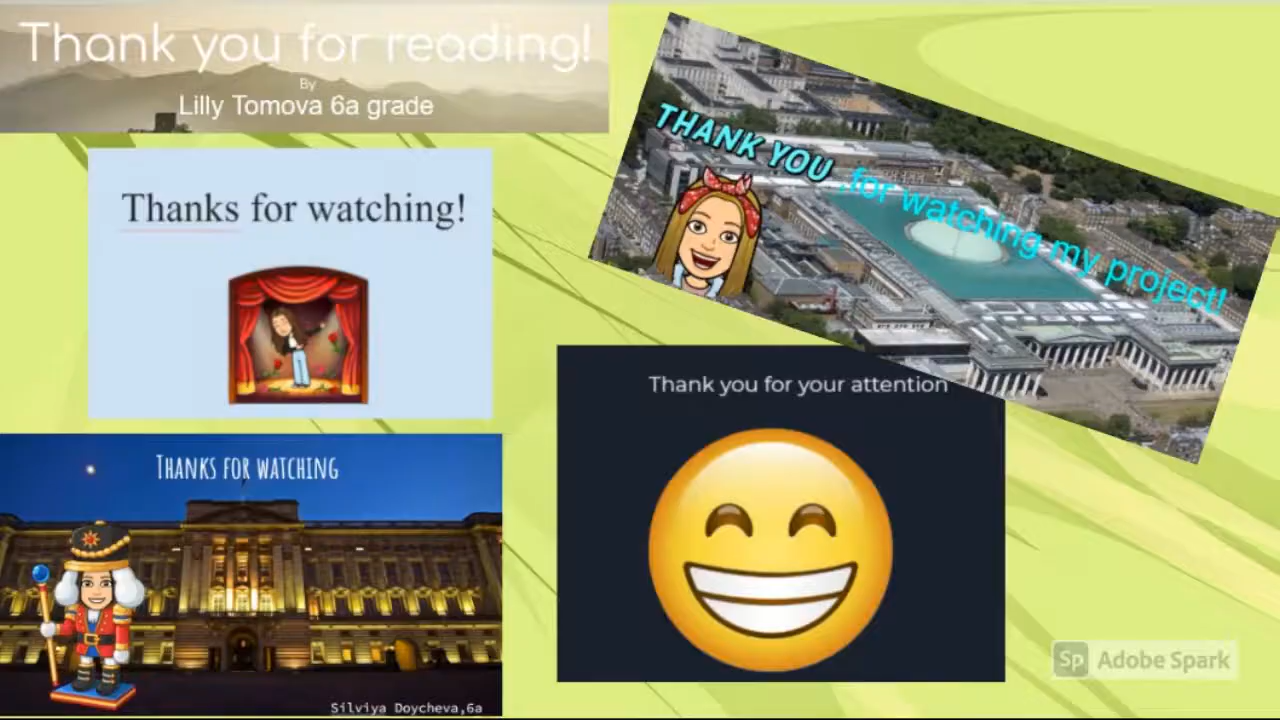 Thank you for reading!
By
Lilly Tomova 6a grade
THANK YOU ,for watching my project!
Thanks for watching!
Thank you for your attention
THANKS FOR WATCHING
Silviya Doycheva,6a
Sp Adobe Spark